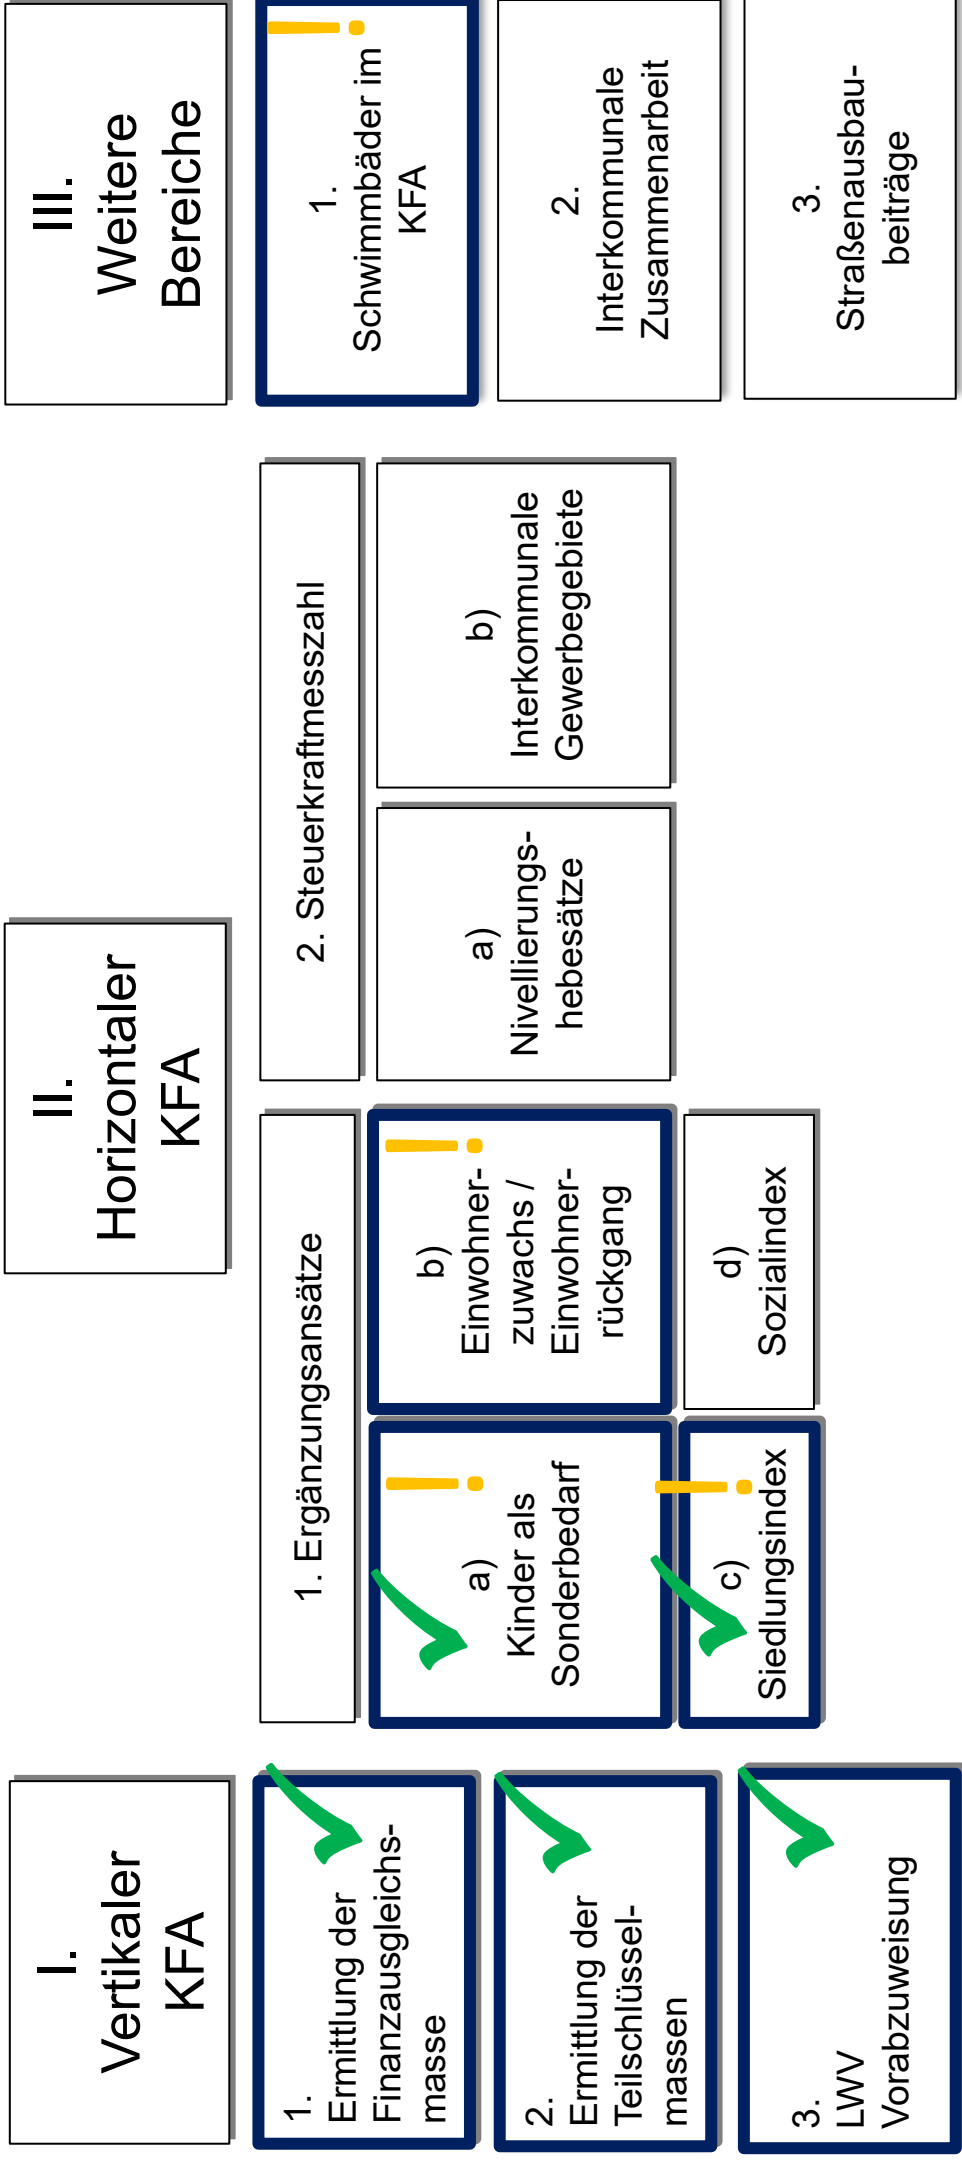 I.
Vertikaler
KFA
1.
Ermittlung der
Finanzausgleichs-
masse
2.
Ermittlung der
Teilschlüssel-
massen
3.
LWV
Vorabzuweisung
II.
Horizontaler
KFA
1. Ergänzungsansätze
a)
Kinder als
Sonderbedarf
b)
Einwohner-
zuwachs /
Einwohner-
rückgang
c)
Siedlungsindex
d)
Sozialindex
2. Steuerkraftmesszahl
a)
Nivellierungs-
hebesätze
b)
Interkommunale
Gewerbegebiete
III.
Weitere
Bereiche
1.
Schwimmbäder im
KFA
2.
Interkommunale
Zusammenarbeit
3.
Straßenausbau-
beiträge